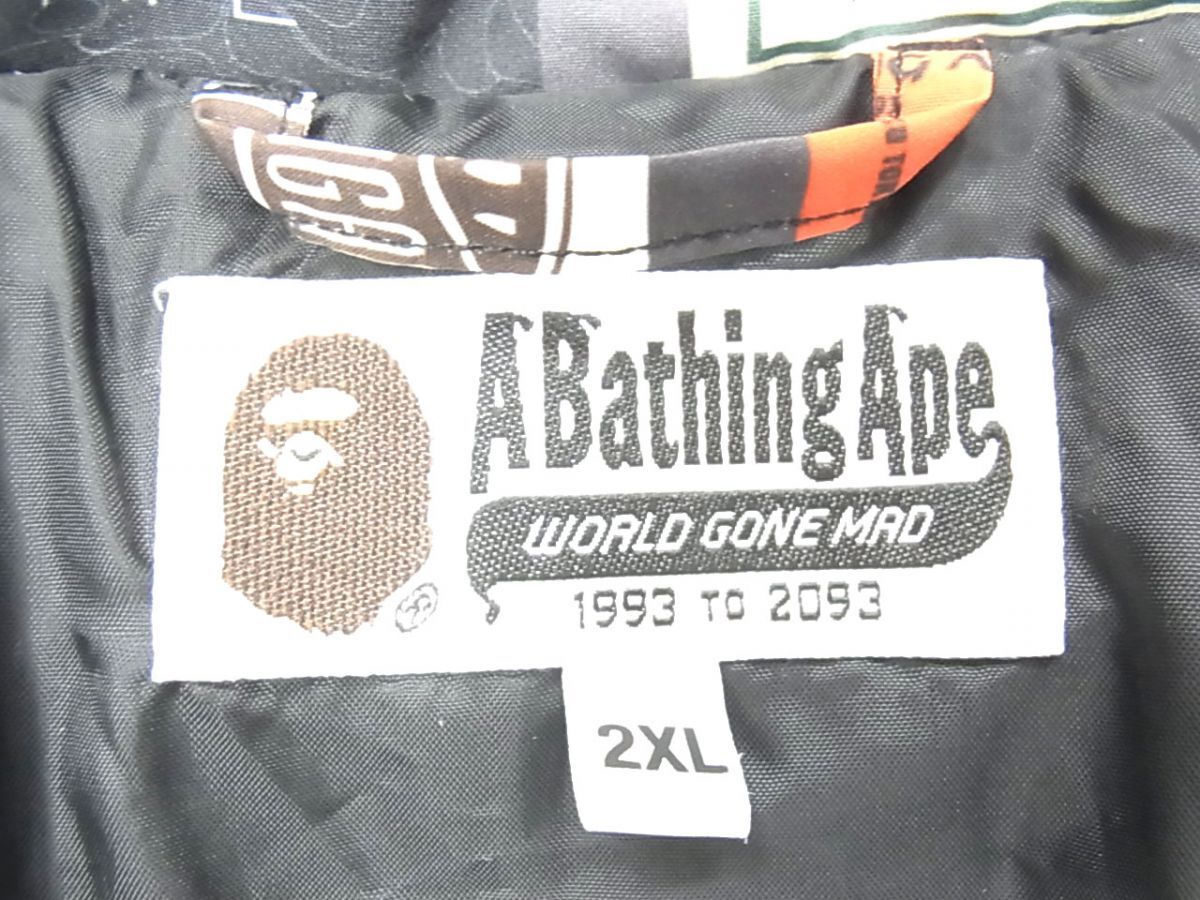 A Bathing Ape
WORLD GONE MAD
1993 TO 2093
2XL